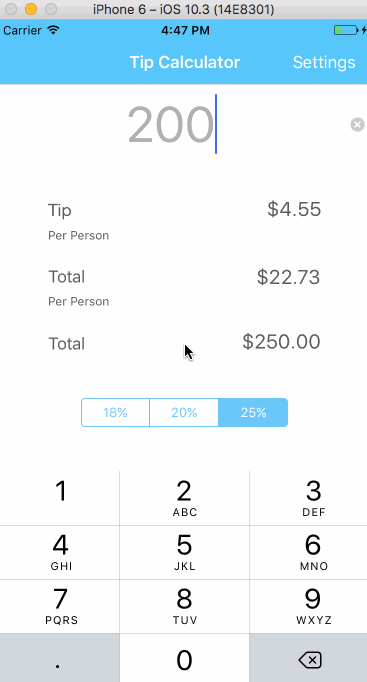 iPhone 6 – iOS 10.3 (14E8301)
Carrier 4:47 PM
Tip Calculator Settings
200
Tip $4.55
Per Person
Total $22.73
Per Person
Total $250.00
18% 20% 25%
1 2 3
ABC DEF
4 5 6
GHI JKL MNO
7 8 9
PQRS TUV WXYZ
. 0